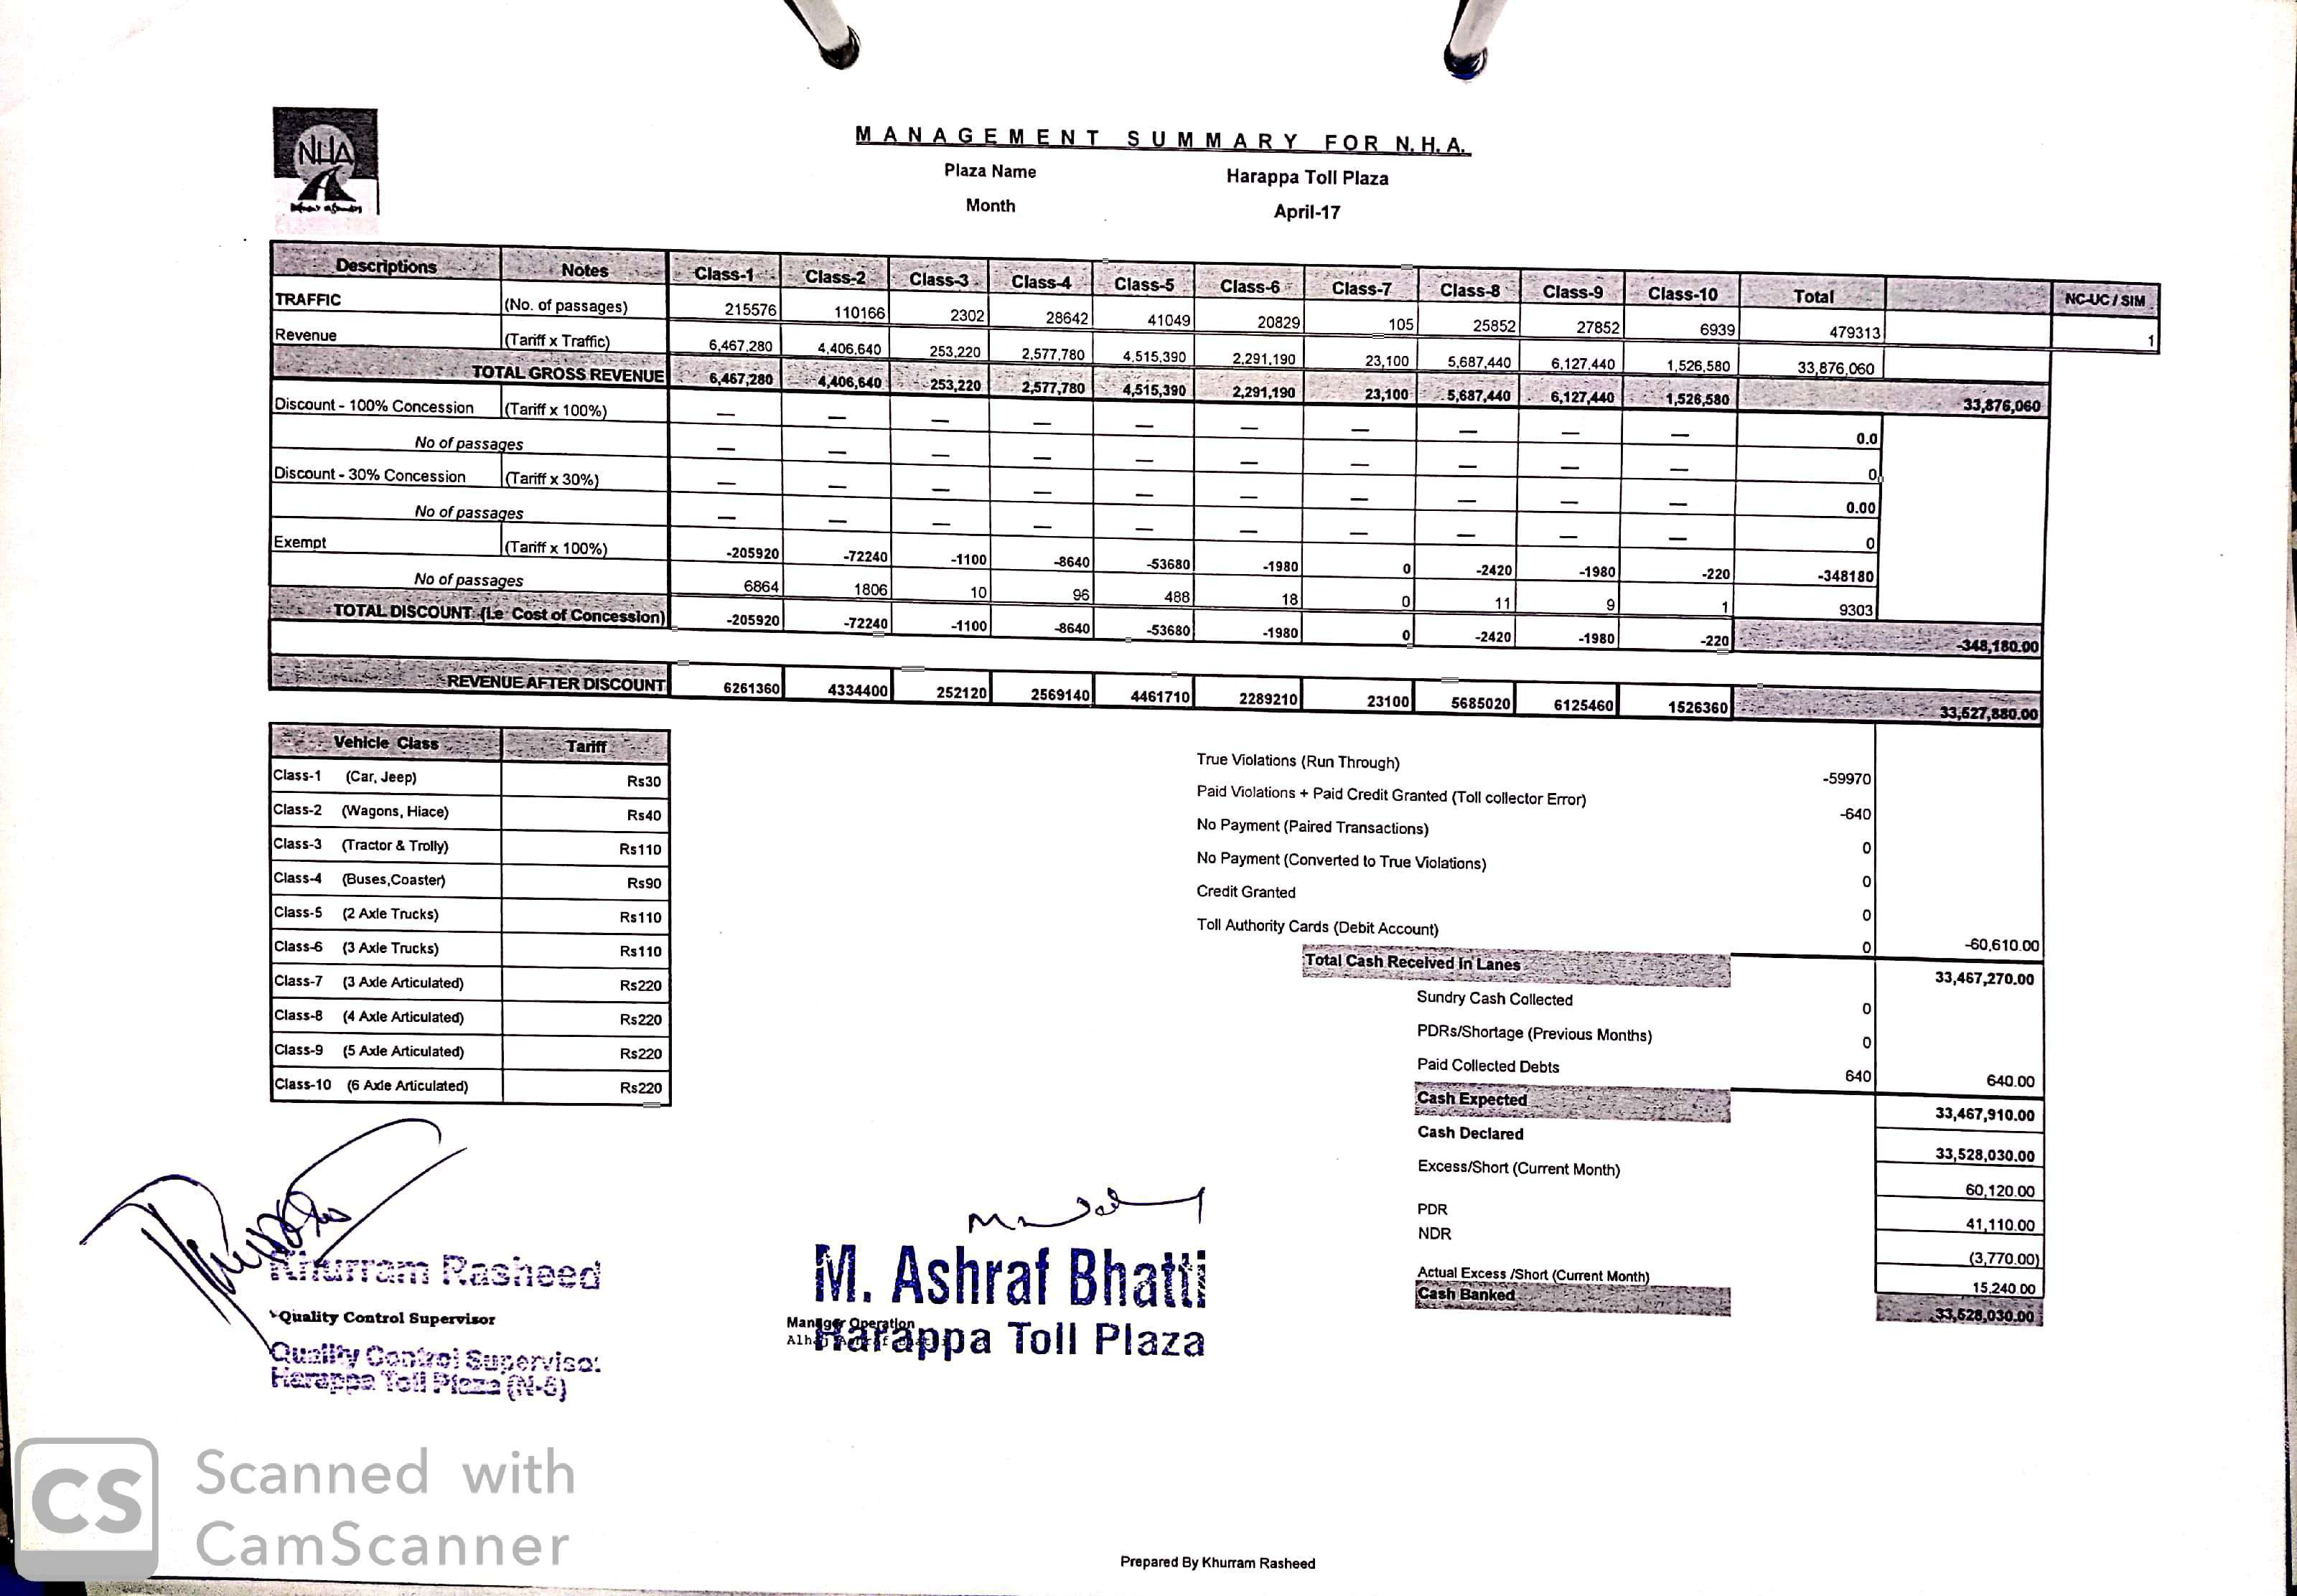 NHA
MANAGEMENT SUMMARY FOR N.H.A.
Plaza Name Harappa Toll Plaza
Month April-17
Descriptions Notes Class-1 Class-2 Class-3 Class-4 Class-5 Class-6 Class-7 Class-8 Class-9 Class-10 Total NC-UC / SIM
TRAFFIC (No. of passages) 215576 110166 2302 28642 41049 20829 105 25852 27852 6939 479313 1
Revenue (Tariff x Traffic) 6,467,280 4,406,640 253,220 2,577,780 4,515,390 2,291,190 23,100 5,687,440 6,127,440 1,526,580 33,876,060
TOTAL GROSS REVENUE 6,467,280 4,406,640 253,220 2,577,780 4,515,390 2,291,190 23,100 5,687,440 6,127,440 1,526,580 33,876,060
Discount - 100% Concession (Tariff x 100%) — — — — — — — — — — 0.0
No of passages — — — — — — — — — — 0
Discount - 30% Concession (Tariff x 30%) — — — — — — — — — — 0.00
No of passages — — — — — — — — — — 0
Exempt (Tariff x 100%) -205920 -72240 -1100 -8640 -53680 -1980 0 -2420 -1980 -220 -348180
No of passages 6864 1806 10 96 488 18 0 11 9 1 9303
TOTAL DISCOUNT (i.e Cost of Concession) -205920 -72240 -1100 -8640 -53680 -1980 0 -2420 -1980 -220 -348,180.00
REVENUE AFTER DISCOUNT 6261360 4334400 252120 2569140 4461710 2289210 23100 5685020 6125460 1526360 33,527,880.00
Vehicle Class Tariff
Class-1 (Car, Jeep) Rs30
Class-2 (Wagons, Hiace) Rs40
Class-3 (Tractor & Trolly) Rs110
Class-4 (Buses,Coaster) Rs90
Class-5 (2 Axle Trucks) Rs110
Class-6 (3 Axle Trucks) Rs110
Class-7 (3 Axle Articulated) Rs220
Class-8 (4 Axle Articulated) Rs220
Class-9 (5 Axle Articulated) Rs220
Class-10 (6 Axle Articulated) Rs220
True Violations (Run Through) -59970
Paid Violations + Paid Credit Granted (Toll collector Error) -640
No Payment (Paired Transactions) 0
No Payment (Converted to True Violations) 0
Credit Granted 0
Toll Authority Cards (Debit Account) 0 -60,610.00
Total Cash Received In Lanes 33,467,270.00
Sundry Cash Collected 0
PDRs/Shortage (Previous Months) 0
Paid Collected Debts 640 640.00
Cash Expected 33,467,910.00
Cash Declared 33,528,030.00
Excess/Short (Current Month) 60,120.00
PDR 41,110.00
NDR (3,770.00)
Actual Excess /Short (Current Month) 15,240.00
Cash Banked 33,528,030.00
Khurram Rasheed
Quality Control Supervisor
Quality Control Supervisor
Harappa Toll Plaza (N-5)
M. Ashraf Bhatti
Manager Operation
Harappa Toll Plaza
CS Scanned with
CamScanner
Prepared By Khurram Rasheed